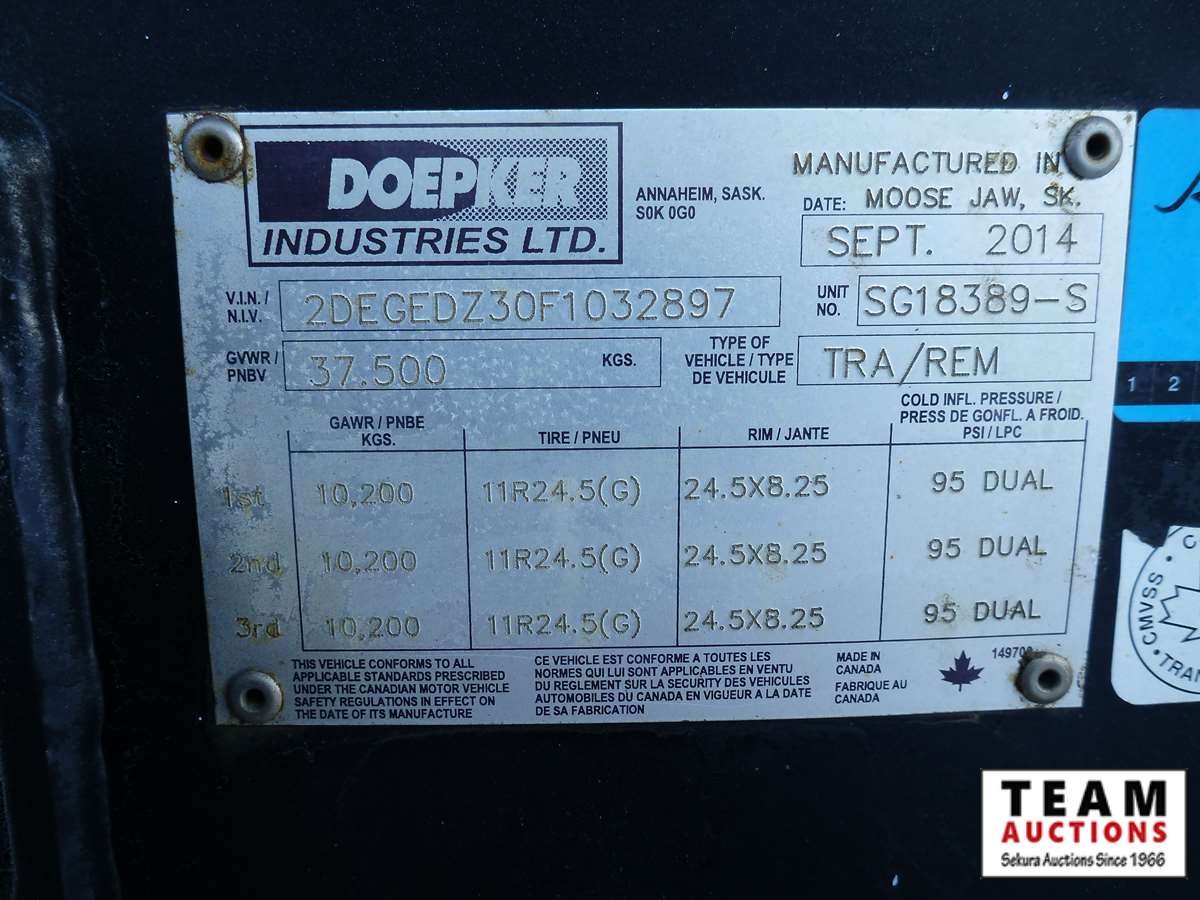 DOEPKER
INDUSTRIES LTD.
ANNAHEIM, SASK.
S0K 0G0
MANUFACTURED IN
MOOSE JAW, SK.
DATE:
SEPT. 2014
V.I.N. /
N.I.V.
2DEGEDZ30F1032897
UNIT
NO.
SG18389-S
GVWR /
PNBV
37.500 KGS.
TYPE OF
VEHICLE / TYPE
DE VEHICULE
TRA/REM
GAWR / PNBE
KGS.
TIRE / PNEU
RIM / JANTE
COLD INFL. PRESSURE /
PRESS DE GONFL. A FROID.
PSI / LPC
1st 10,200 11R24.5(G) 24.5X8.25 95 DUAL
2nd 10,200 11R24.5(G) 24.5X8.25 95 DUAL
3rd 10,200 11R24.5(G) 24.5X8.25 95 DUAL
THIS VEHICLE CONFORMS TO ALL
APPLICABLE STANDARDS PRESCRIBED
UNDER THE CANADIAN MOTOR VEHICLE
SAFETY REGULATIONS IN EFFECT ON
THE DATE OF ITS MANUFACTURE
CE VEHICULE EST CONFORME A TOUTES LES
NORMES QUI LUI SONT APPLICABLES EN VENTU
DU REGLEMENT SUR LA SECURITY DES VEHICULES
AUTOMOBILES DU CANADA EN VIGUEUR A LA DATE
DE SA FABRICATION
MADE IN
CANADA
FABRIQUE AU
CANADA
1 2
CMVSS
TEAM
AUCTIONS
Sekura Auctions Since 1966